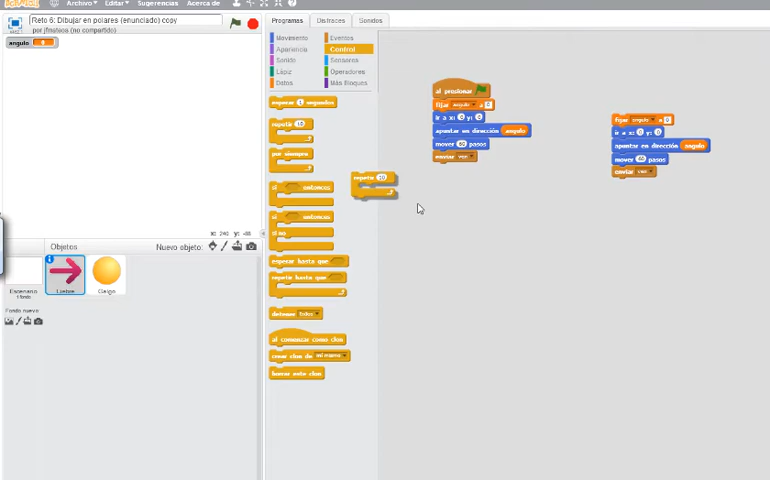 Archivo Editar Sugerencias Acerca de
Reto 6: Dibujar en polares (enunciado) copy
por jfmateos (no compartido)
angulo 0
Programas Disfraces Sonidos
Movimiento Eventos
Apariencia Control
Sonido Sensores
Lápiz Operadores
Datos Más Bloques
esperar 1 segundos
repetir 10
por siempre
si entonces
si entonces
si no
esperar hasta que
repetir hasta que
detener todos
al comenzar como clon
crear clon de mí mismo
borrar este clon
repetir 10
al presionar
fijar angulo a 0
ir a x: 0 y: 0
apuntar en dirección angulo
mover 60 pasos
enviar ven
fijar angulo a 0
ir a x: 0 y: 0
apuntar en dirección angulo
mover 60 pasos
enviar ven
x: 240 y:
Objetos Nuevo objeto:
Escenario
Liebre
Galgo
Fondo nuevo